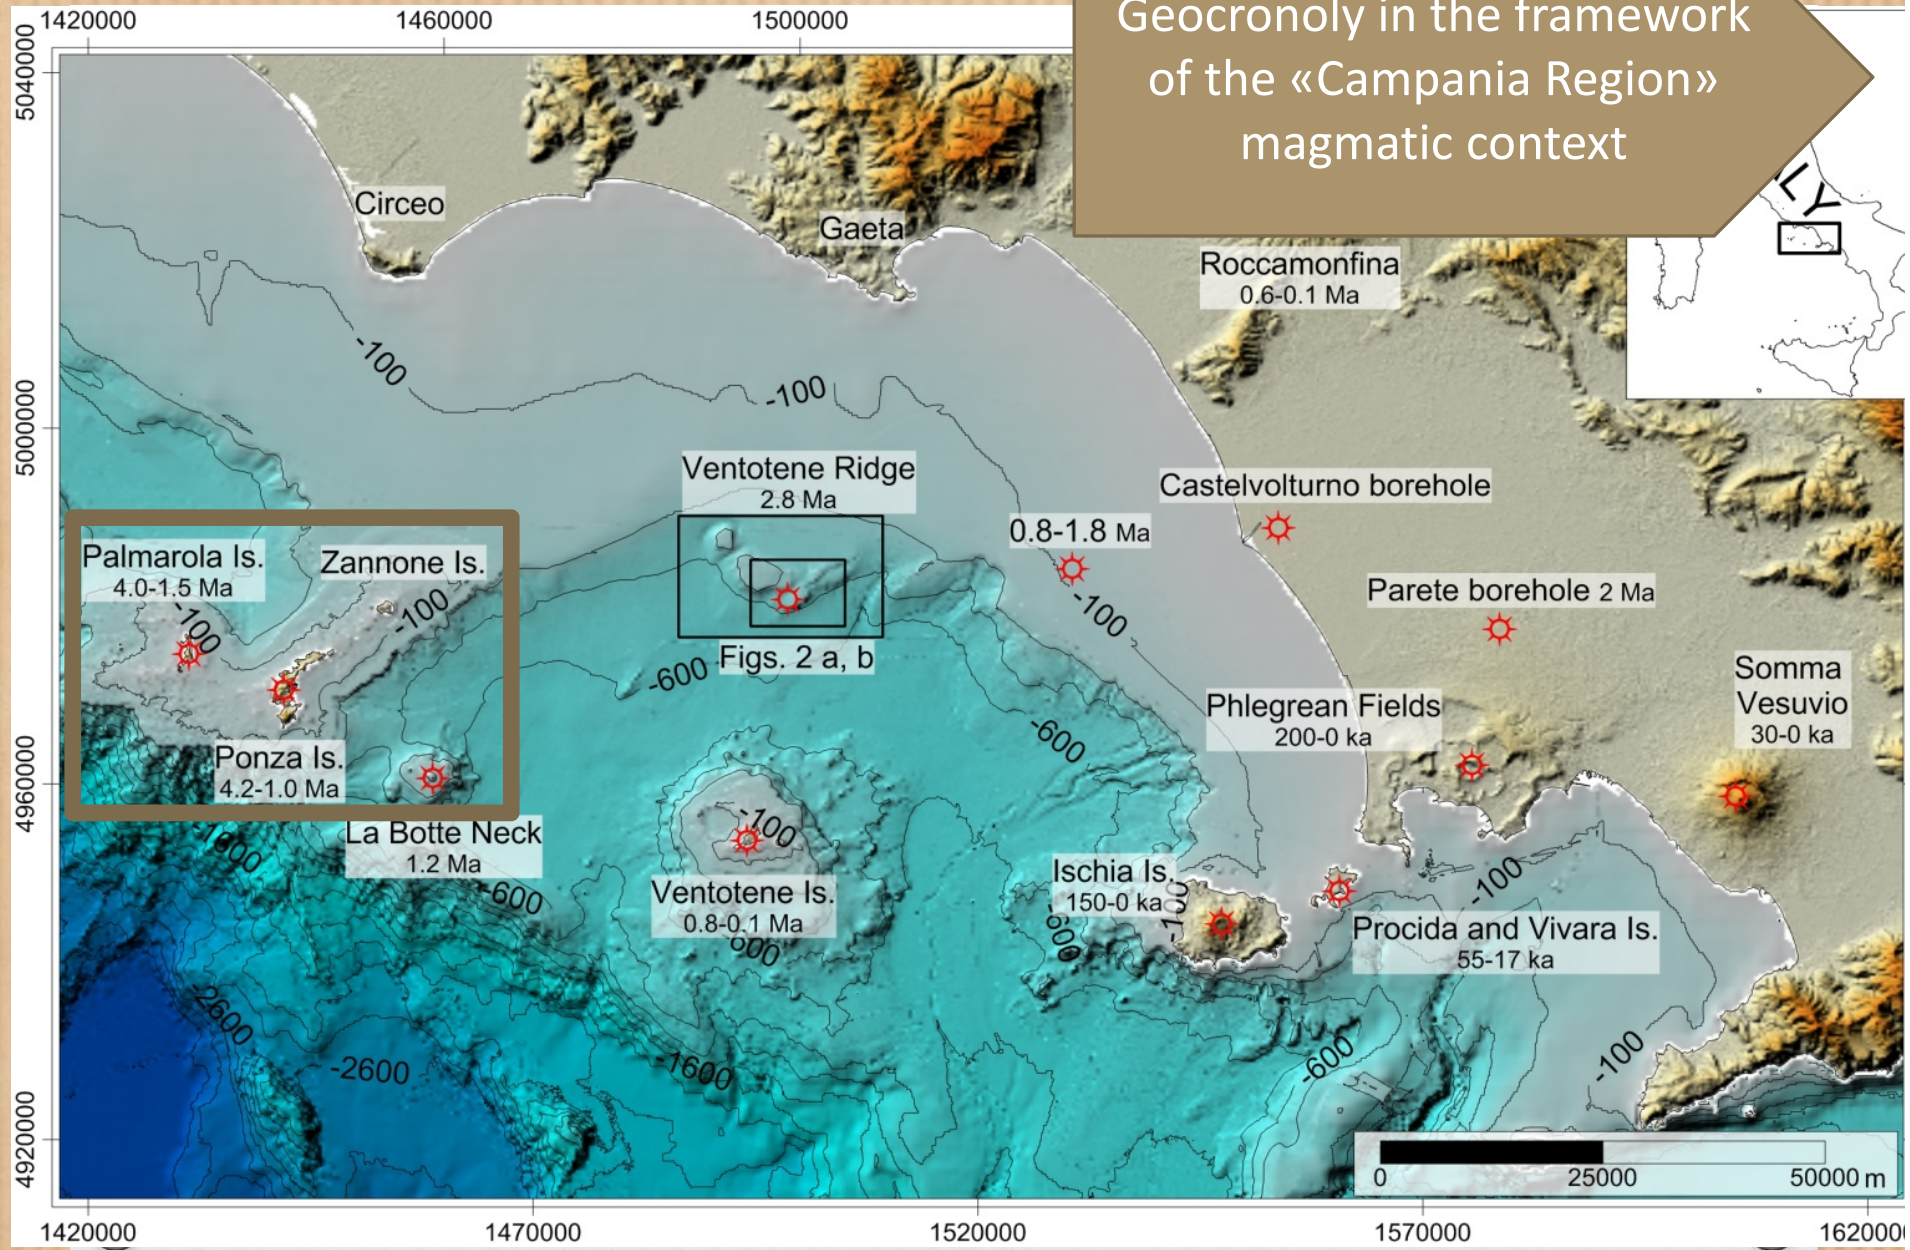 1420000
1460000
1500000
Geocronoly in the framework
of the «Campania Region»
magmatic context
5040000
5000000
4960000
4920000
LY
Circeo
Gaeta
Roccamonfina
0.6-0.1 Ma
-100
-100
Ventotene Ridge
2.8 Ma
Castelvolturno borehole
0.8-1.8 Ma
Palmarola Is.
4.0-1.5 Ma
Zannone Is.
-100
-100
-100
Parete borehole 2 Ma
Figs. 2 a, b
-600
Somma
Vesuvio
30-0 ka
Phlegrean Fields
200-0 ka
-600
Ponza Is.
4.2-1.0 Ma
-100
La Botte Neck
1.2 Ma
-1600
-600
Ventotene Is.
0.8-0.1 Ma
-600
Ischia Is.
150-0 ka
-100
-600
-100
Procida and Vivara Is.
55-17 ka
-2600
-2600
-1600
-600
-100
0
25000
50000 m
1420000
1470000
1520000
1570000
1620000